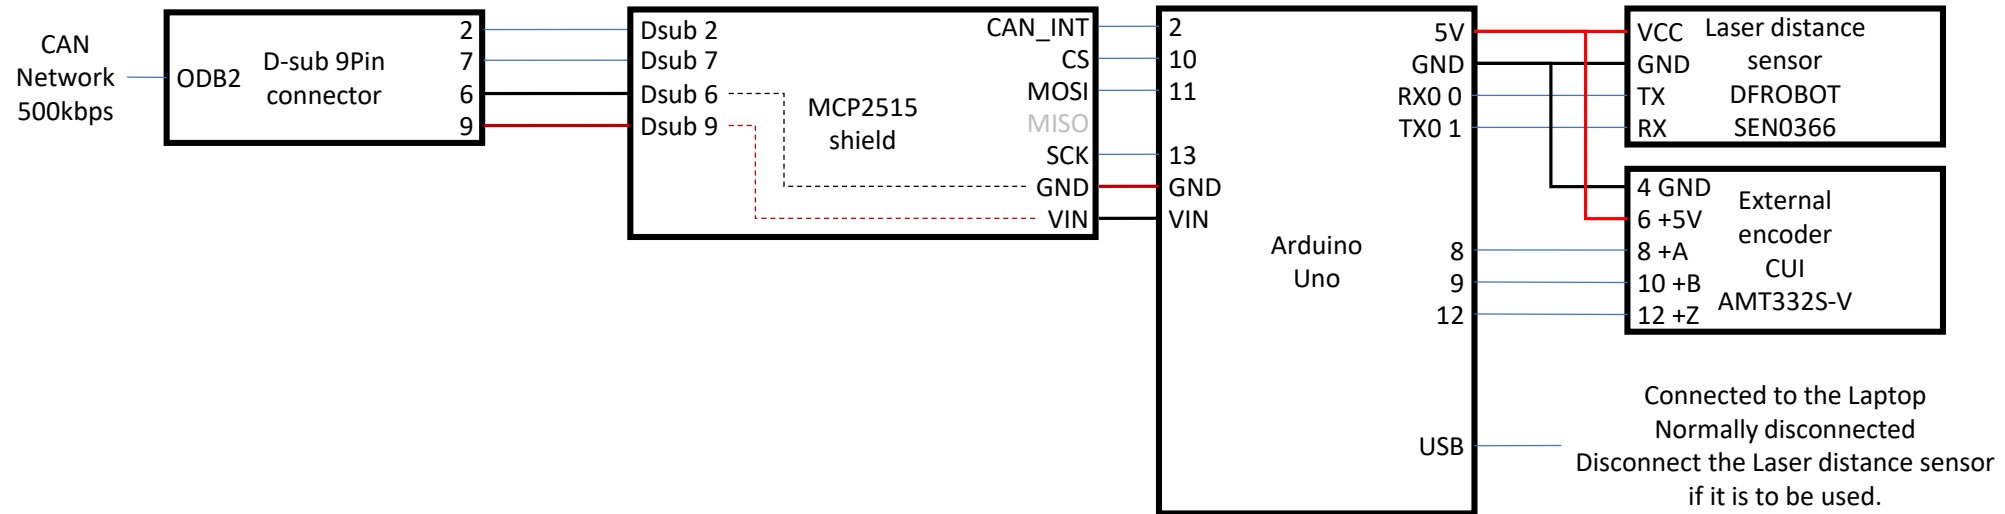 CAN
Network
500kbps
ODB2
D-sub 9Pin
connector
2
7
6
9
Dsub 2
Dsub 7
Dsub 6
Dsub 9
MCP2515
shield
CAN_INT
CS
MOSI
MISO
SCK
GND
VIN
2
10
11
13
GND
VIN
Arduino
Uno
5V
GND
RX0 0
TX0 1
8
9
12
USB
VCC
GND
TX
RX
Laser distance
sensor
DFROBOT
SEN0366
4 GND
6 +5V
8 +A
10 +B
12 +Z
External
encoder
CUI
AMT332S-V
Connected to the Laptop
Normally disconnected
Disconnect the Laser distance sensor
if it is to be used.